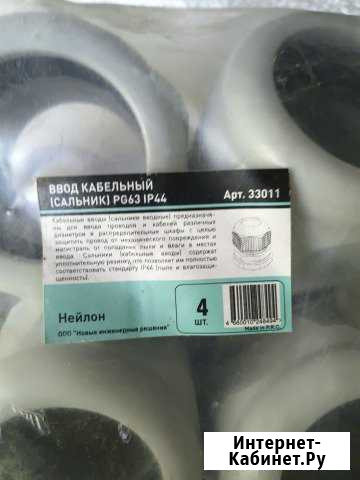 ВВОД КАБЕЛЬНЫЙ
(САЛЬНИК) PG63 IP44
Арт. 33011
Кабельные вводы (сальники вводные) предназначе-
ны для ввода проводов и кабелей различных
диаметров в распределительные шкафы с целью
защитить провод от механического повреждения и
магистраль от попадания пыли и влаги в местах
ввода. Сальники (кабельные вводы) содержат
уплотнительную резинку, что позволяет им полностью
соответствовать стандарту IP44 (пыле и влагозащи-
щенность).
Нейлон
ООО "Новые инженерные решения"
4
шт.
Made in P.R.C.
Интернет-
Кабинет.Ру